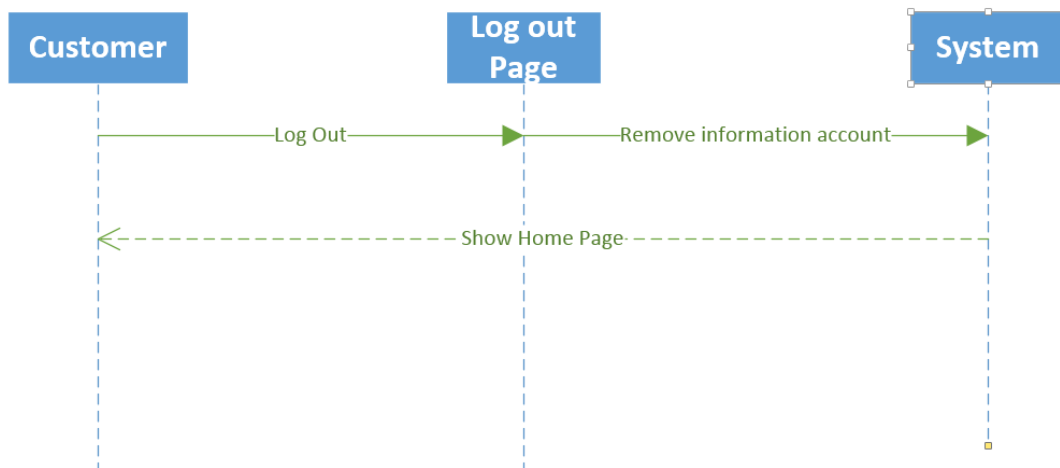 Customer
Log out
Page
System
Log Out
Remove information account
Show Home Page